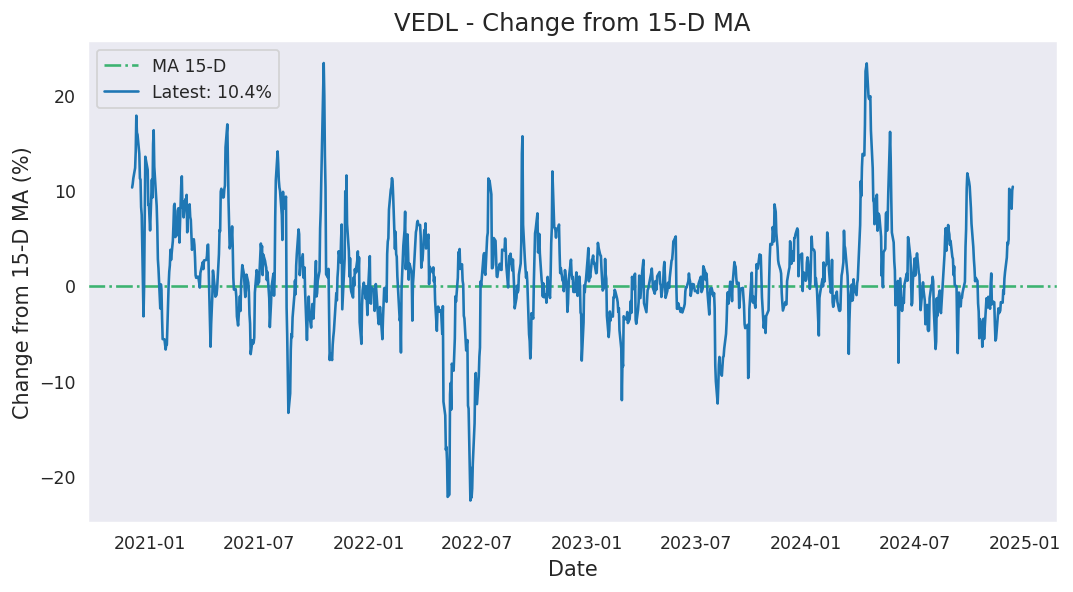 VEDL - Change from 15-D MA
MA 15-D
Latest: 10.4%
Change from 15-D MA (%)
20
10
0
−10
−20
2021-01 2021-07 2022-01 2022-07 2023-01 2023-07 2024-01 2024-07 2025-01
Date